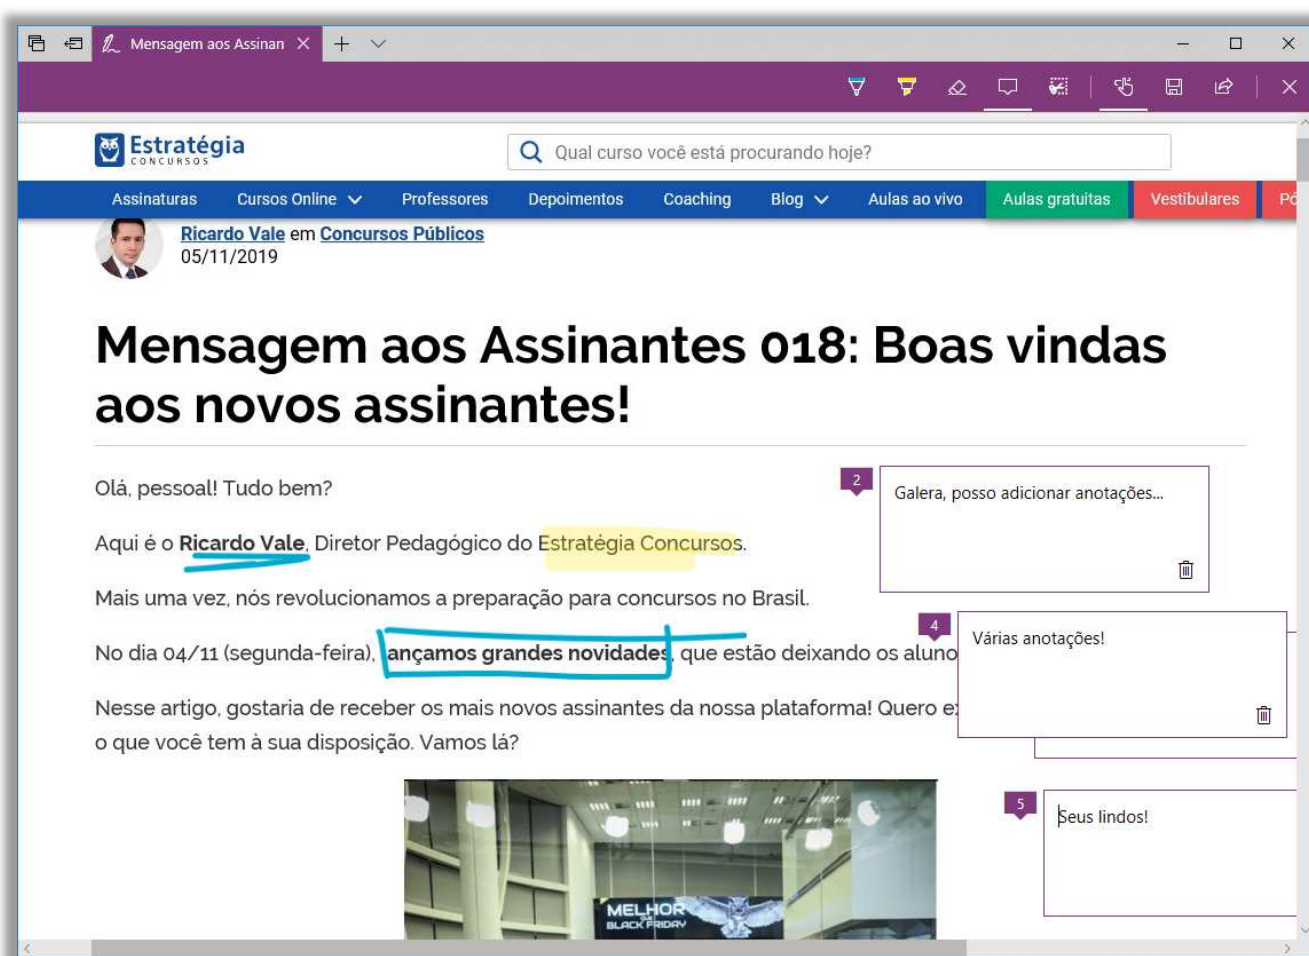 Mensagem aos Assinan
Estratégia
CONCURSOS
Qual curso você está procurando hoje?
Assinaturas Cursos Online Professores Depoimentos Coaching Blog Aulas ao vivo Aulas gratuitas Vestibulares Pó
Ricardo Vale em Concursos Públicos
05/11/2019
Mensagem aos Assinantes 018: Boas vindas
aos novos assinantes!
Olá, pessoal! Tudo bem?
2
Galera, posso adicionar anotações...
Aqui é o Ricardo Vale, Diretor Pedagógico do Estratégia Concursos.
Mais uma vez, nós revolucionamos a preparação para concursos no Brasil.
4
Várias anotações!
No dia 04/11 (segunda-feira), lançamos grandes novidades, que estão deixando os aluno
Nesse artigo, gostaria de receber os mais novos assinantes da nossa plataforma! Quero e
o que você tem à sua disposição. Vamos lá?
5
Seus lindos!
MELHOR
QUE
BLACK FRIDAY